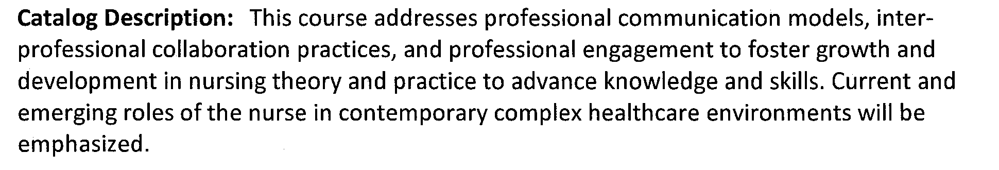 Catalog Description: This course addresses professional communication models, inter-
professional collaboration practices, and professional engagement to foster growth and
development in nursing theory and practice to advance knowledge and skills. Current and
emerging roles of the nurse in contemporary complex healthcare environments will be
emphasized.